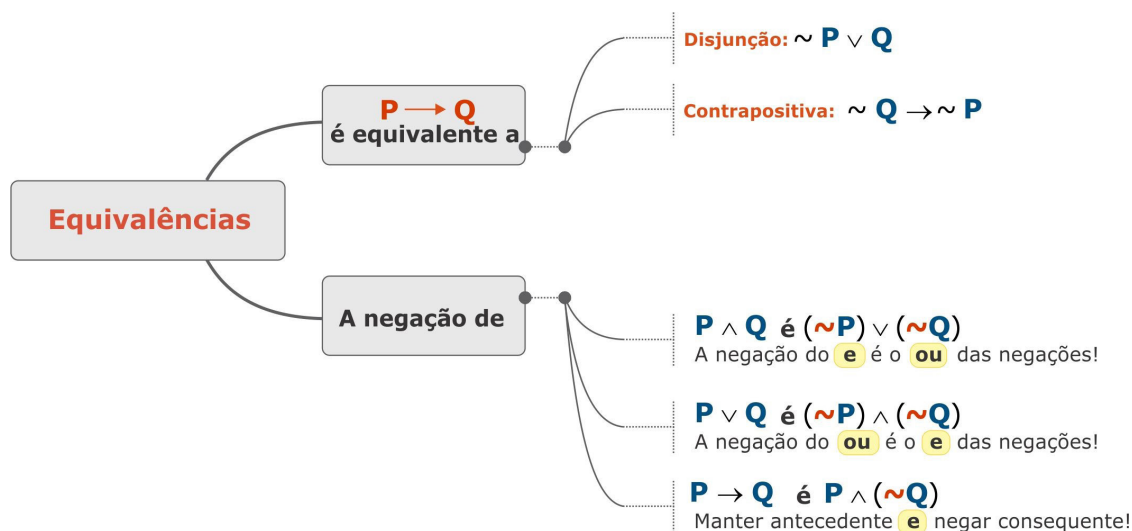 Equivalências
P → Q
é equivalente a
Disjunção: ~ P ∨ Q
Contrapositiva: ~ Q → ~ P
A negação de
P ∧ Q é (~P) ∨ (~Q)
A negação do e é o ou das negações!
P ∨ Q é (~P) ∧ (~Q)
A negação do ou é o e das negações!
P → Q é P ∧ (~Q)
Manter antecedente e negar consequente!